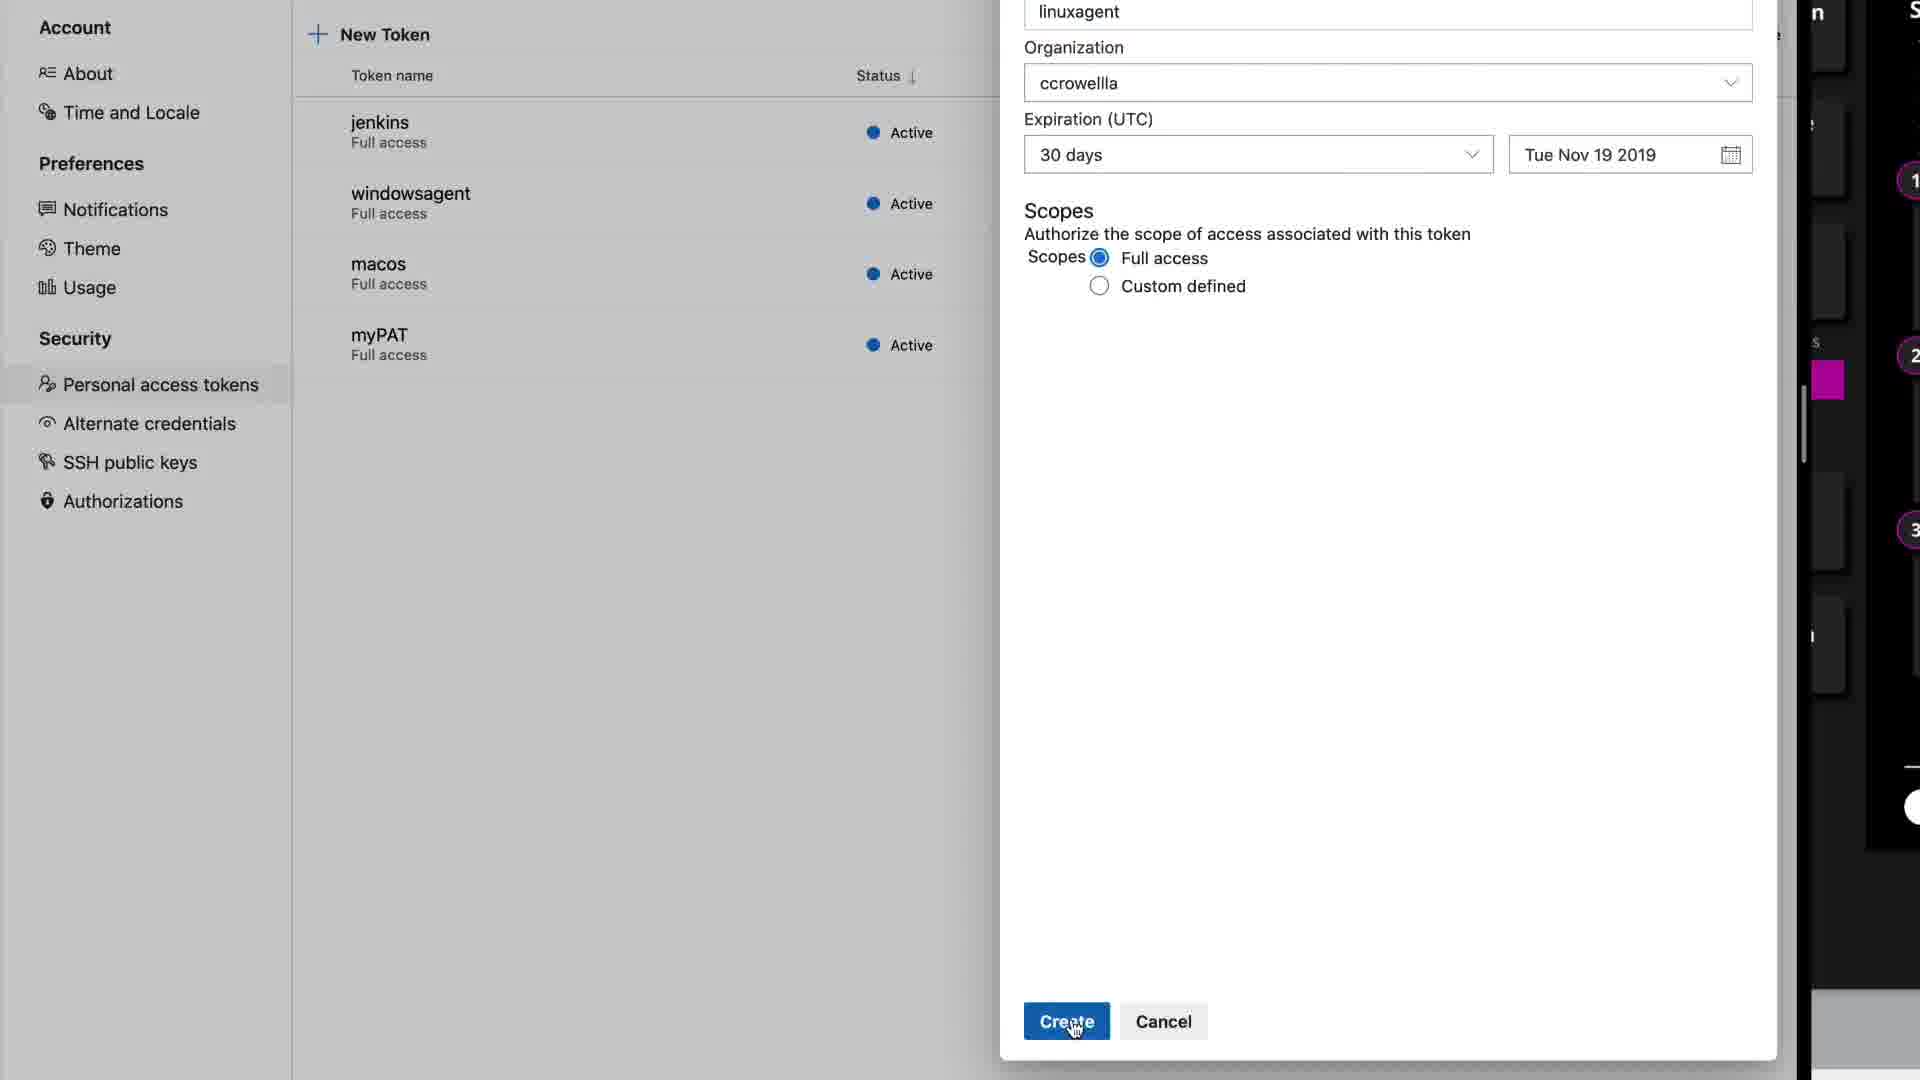 Account
About
Time and Locale
Preferences
Notifications
Theme
Usage
Security
Personal access tokens
Alternate credentials
SSH public keys
Authorizations
New Token
Token name Status
jenkins
Full access
Active
windowsagent
Full access
Active
macos
Full access
Active
myPAT
Full access
Active
linuxagent
Organization
ccrowellla
Expiration (UTC)
30 days Tue Nov 19 2019
Scopes
Authorize the scope of access associated with this token
Scopes Full access
Custom defined
Create Cancel
1
2
3